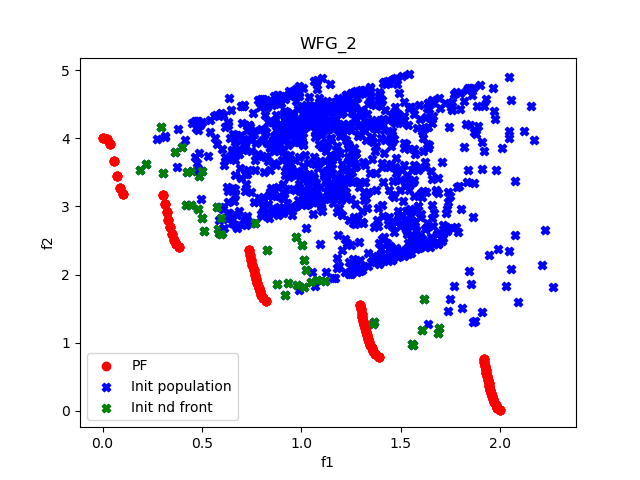 WFG_2
5
4
3
2
1
0
f2
PF
Init population
Init nd front
0.0 0.5 1.0 1.5 2.0
f1